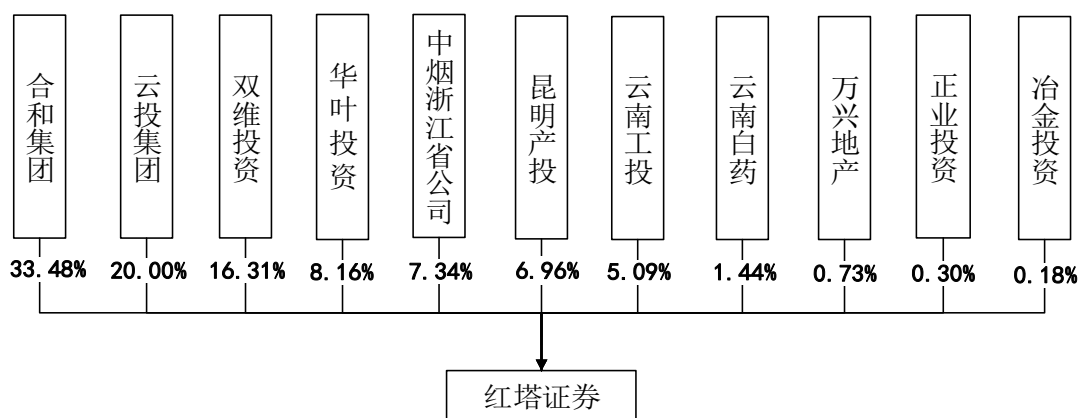 合和集团
云投集团
双维投资
华叶投资
中烟浙江省公司
昆明产投
云南工投
云南白药
万兴地产
正业投资
冶金投资
33.48%
20.00%
16.31%
8.16%
7.34%
6.96%
5.09%
1.44%
0.73%
0.30%
0.18%
红塔证券